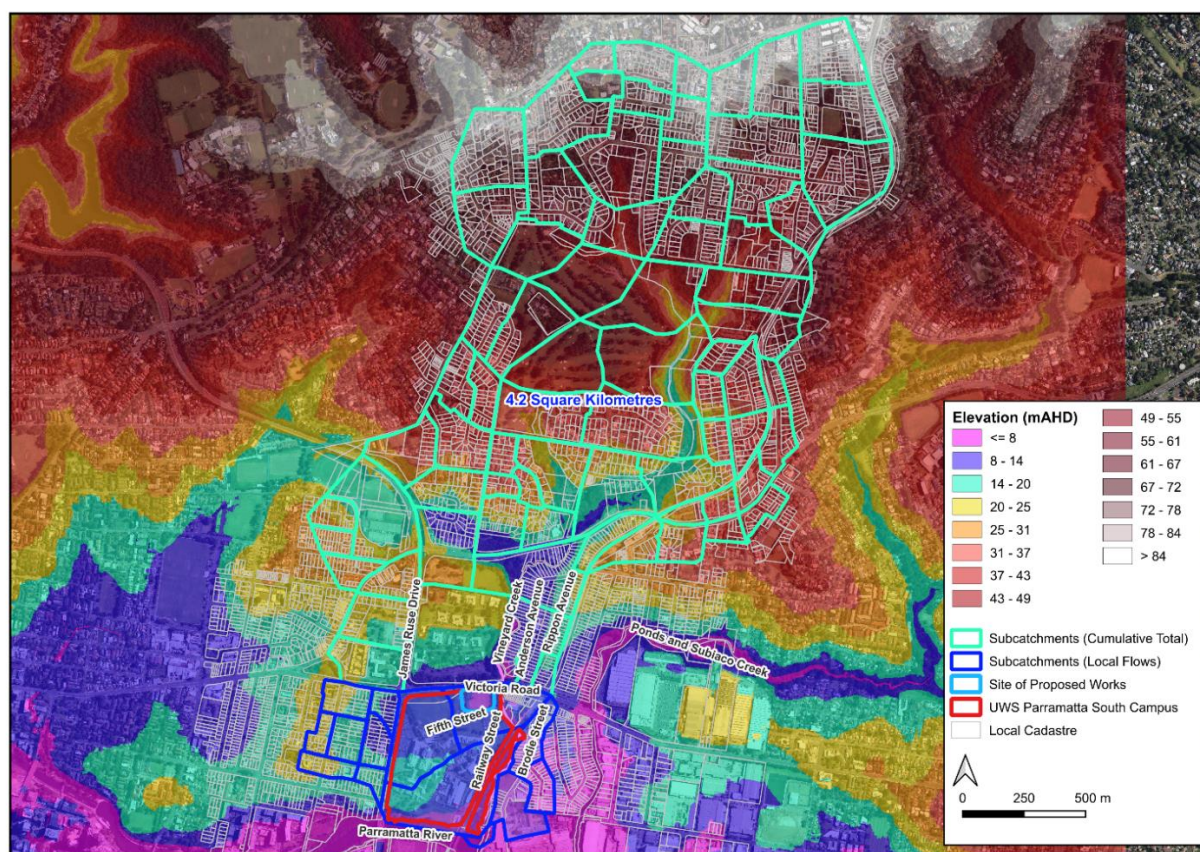 4.2 Square Kilometres
James Ruse Drive
Vineyard Creek
Anderson Avenue
Rippon Avenue
Ponds and Subiaco Creek
Victoria Road
Fifth Street
Railway Street
Brodie Street
Parramatta River
Elevation (mAHD)
<= 8
8 - 14
14 - 20
20 - 25
25 - 31
31 - 37
37 - 43
43 - 49
49 - 55
55 - 61
61 - 67
67 - 72
72 - 78
78 - 84
> 84
Subcatchments (Cumulative Total)
Subcatchments (Local Flows)
Site of Proposed Works
UWS Parramatta South Campus
Local Cadastre
0 250 500 m